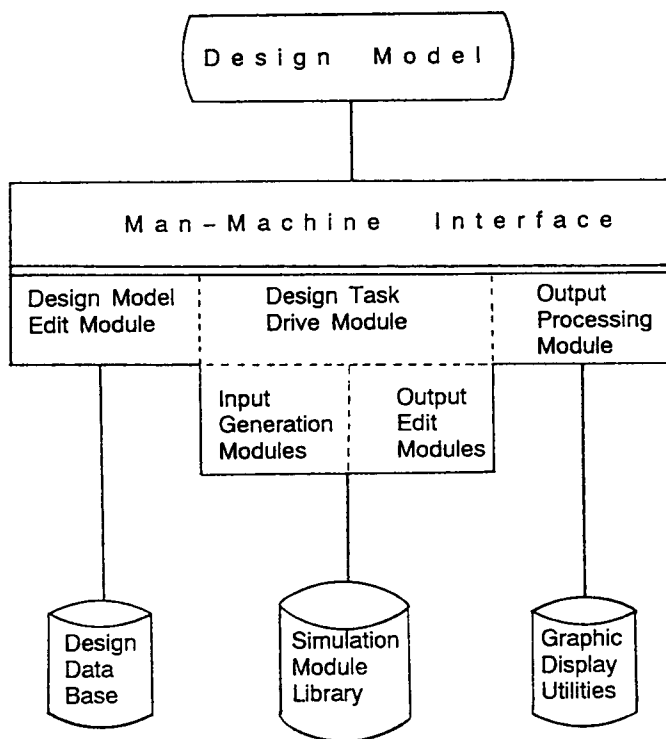 Design Model
Man-Machine Interface
Design Model
Edit Module
Design Task
Drive Module
Output
Processing
Module
Input
Generation
Modules
Output
Edit
Modules
Design
Data
Base
Simulation
Module
Library
Graphic
Display
Utilities